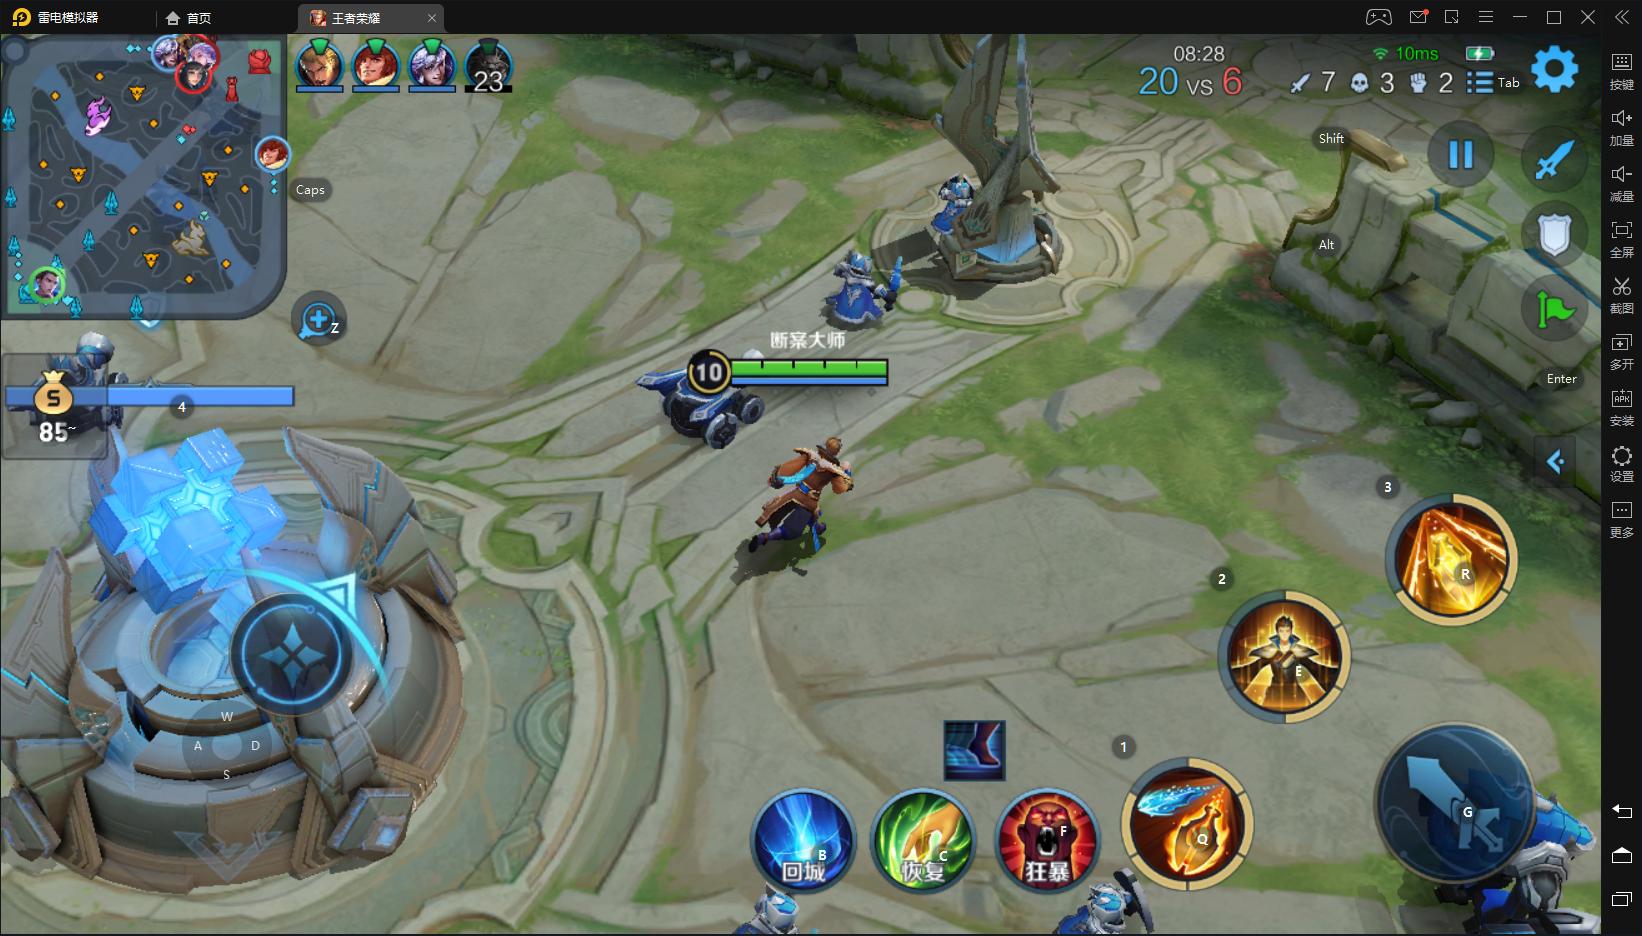 雷电模拟器
首页
王者荣耀
08:28
10ms
20 vs 6
7
3
2
Tab
23
Caps
Shift
Alt
Enter
Z
S
85~
4
断案大师
10
3
R
2
E
1
Q
G
W
A
D
S
B
回城
C
恢复
F
狂暴
按键
加量
减量
全屏
截图
多开
APK
安装
设置
更多